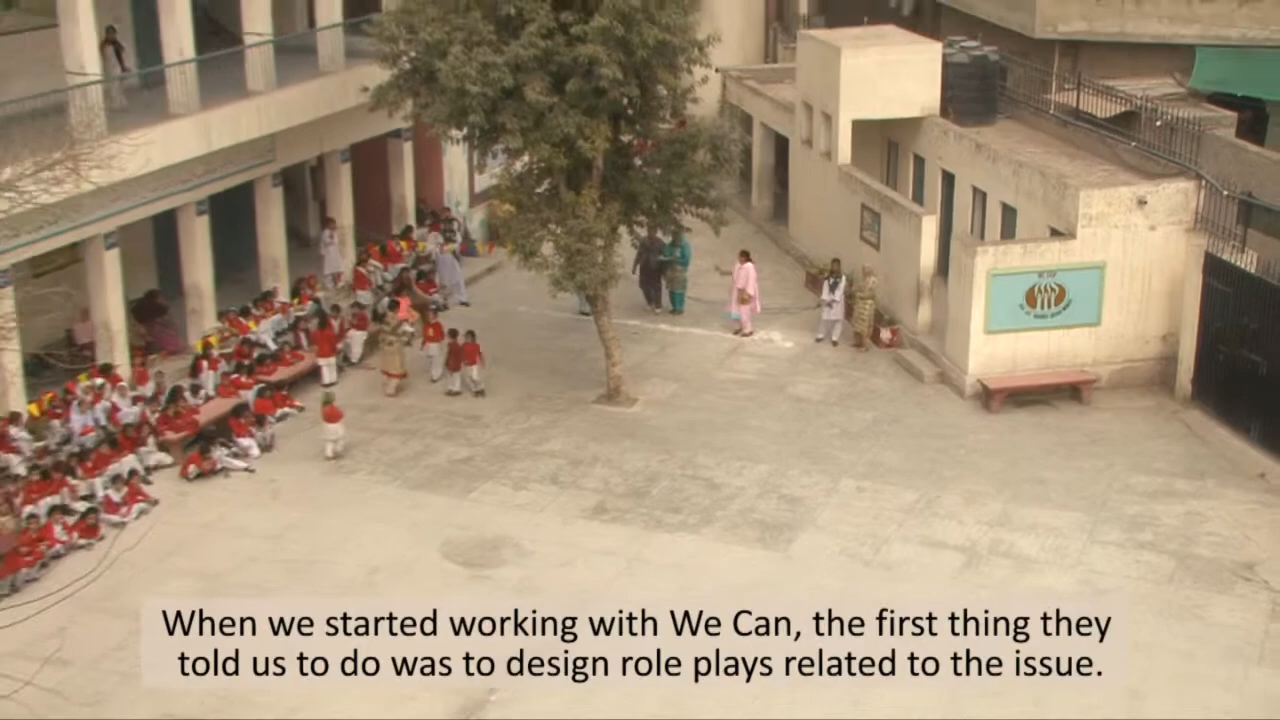 When we started working with We Can, the first thing they
told us to do was to design role plays related to the issue.